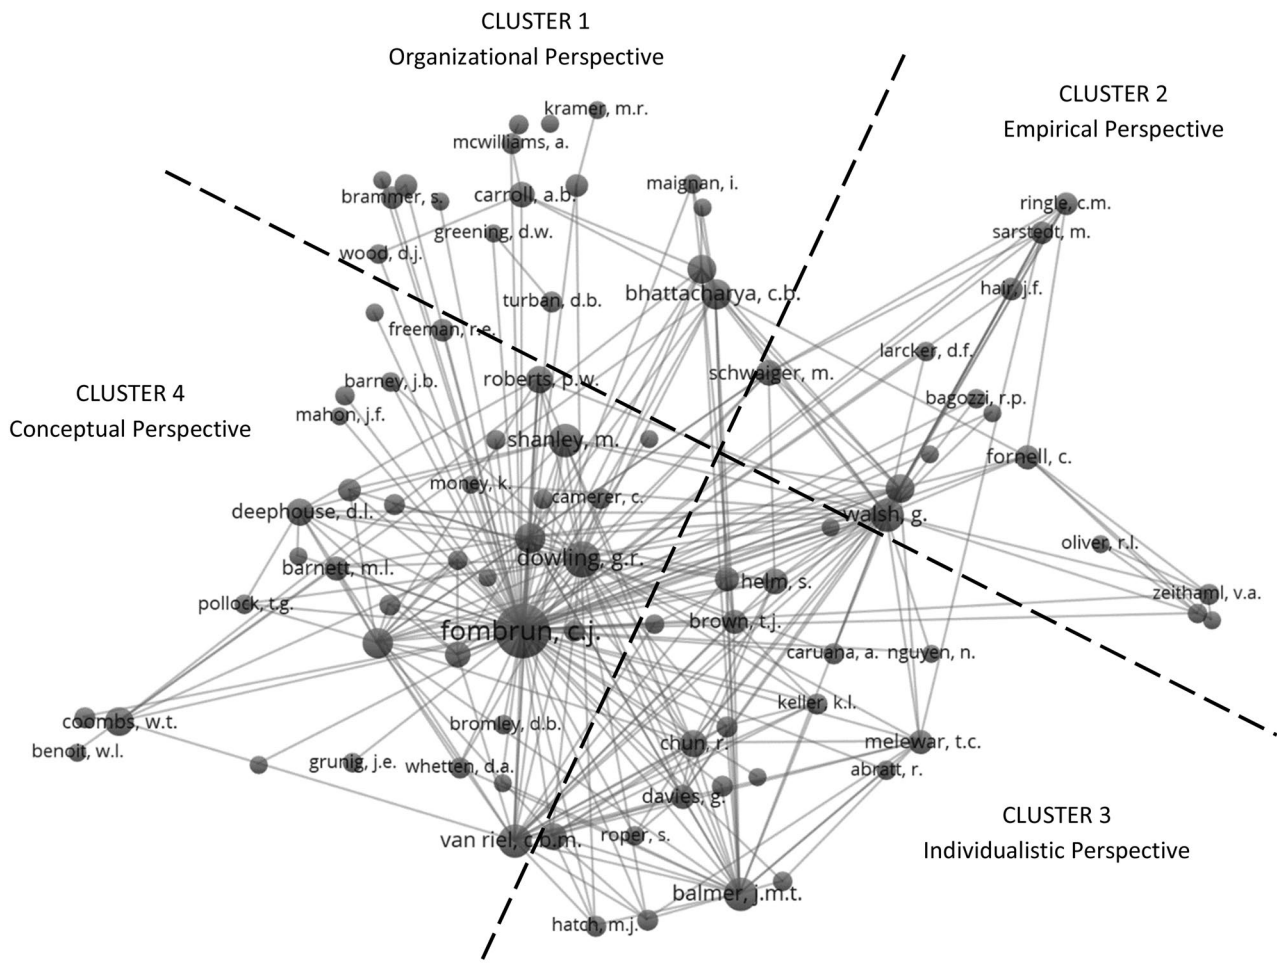 CLUSTER 1
Organizational Perspective
CLUSTER 2
Empirical Perspective
kramer, m.r.
mcwilliams, a.
brammer, s.
carroll, a.b.
maignan, i.
ringle, c.m.
greening, d.w.
sarstedt, m.
wood, d.j.
turban, d.b.
bhattacharya, c.b.
hair, j.f.
freeman, r.e.
larcker, d.f.
barney, j.b.
roberts, p.w.
schwaiger, m.
CLUSTER 4
Conceptual Perspective
bagozzi, r.p.
mahon, j.f.
shanley, m.
fornell, c.
money, k.
camerer, c.
deephouse, d.l.
walsh, g.
oliver, r.l.
dowling, g.r.
barnett, m.l.
helm, s.
zeithaml, v.a.
pollock, t.g.
brown, t.j.
fombrun, c.j.
caruana, a.
nguyen, n.
keller, k.l.
coombs, w.t.
bromley, d.b.
chun, r.
melewar, t.c.
benoit, w.l.
grunig, j.e.
whetten, d.a.
abratt, r.
davies, g.
CLUSTER 3
Individualistic Perspective
van riel, c.b.m.
roper, s.
balmer, j.m.t.
hatch, m.j.